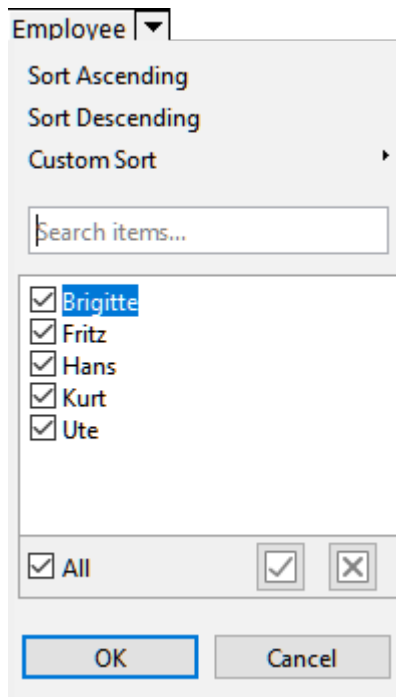 Employee
Sort Ascending
Sort Descending
Custom Sort
Search items...
Brigitte
Fritz
Hans
Kurt
Ute
All
OK Cancel